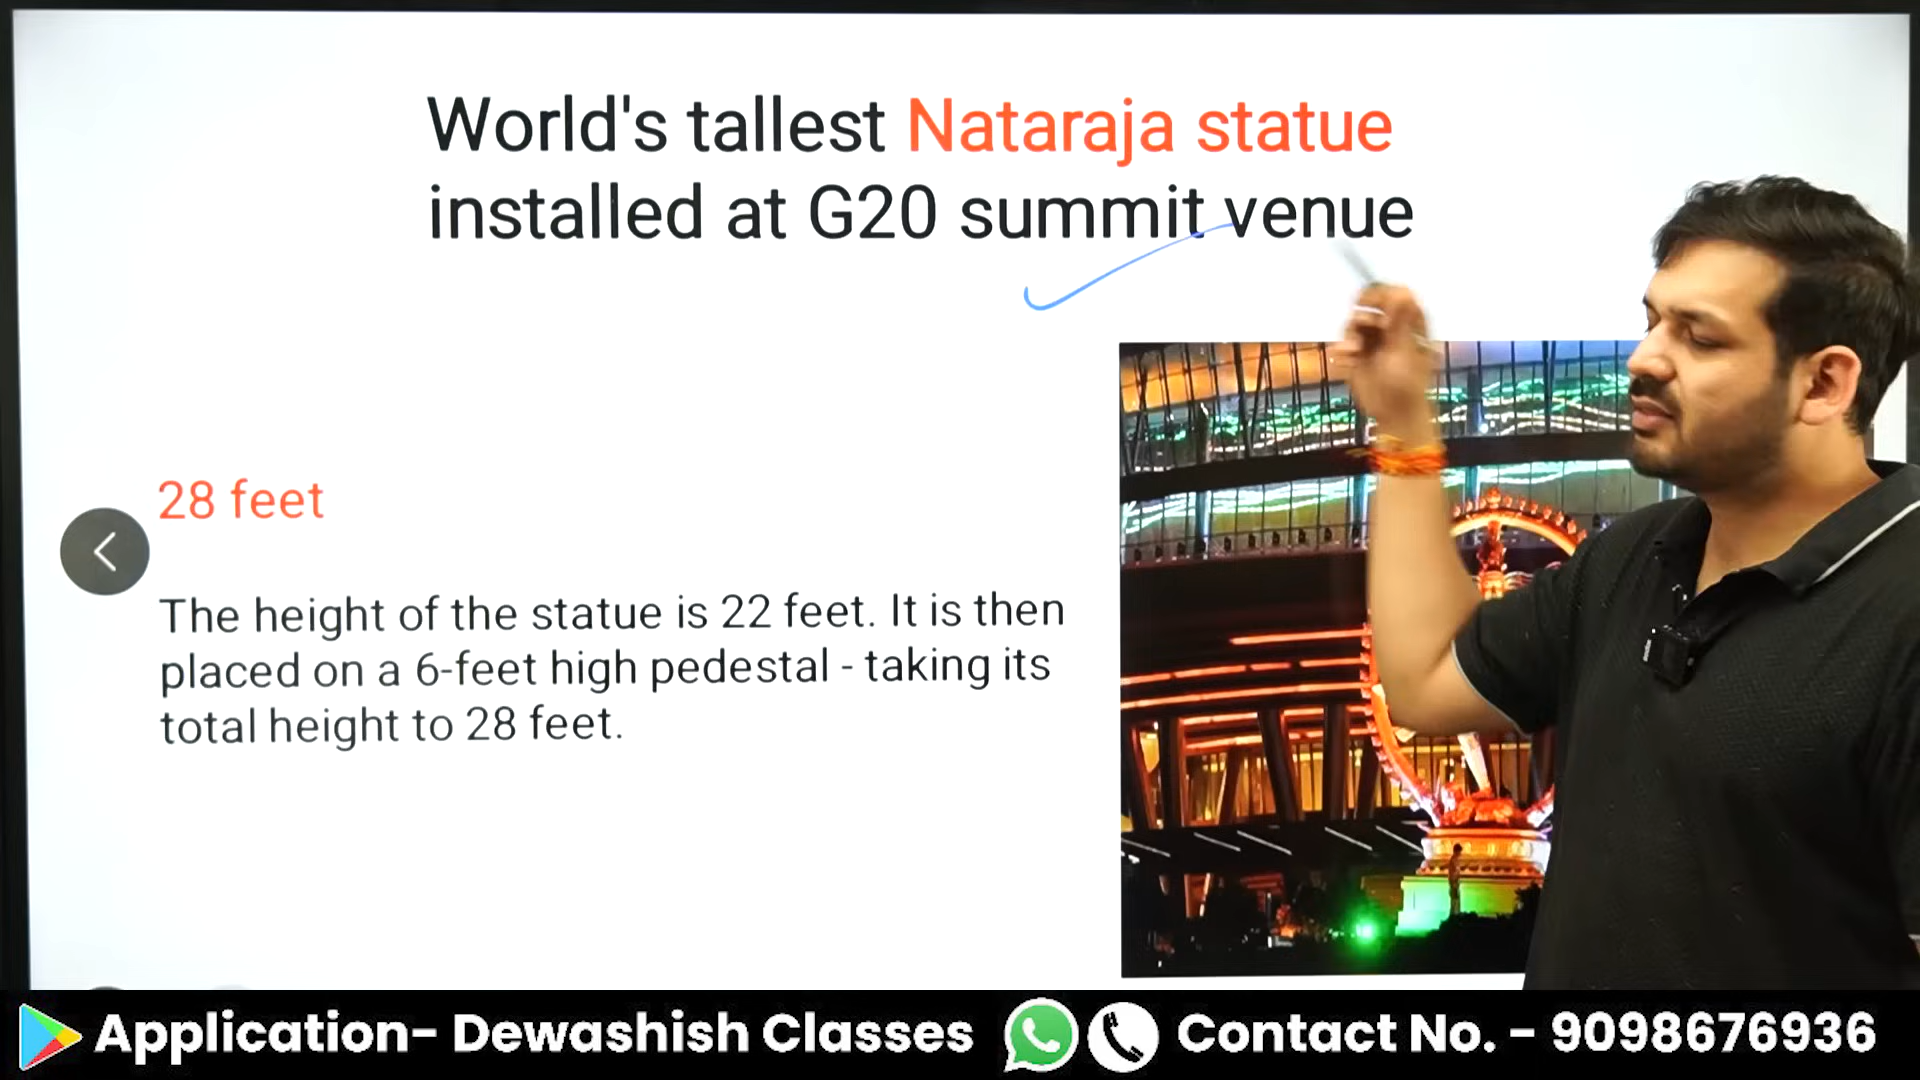 World's tallest Nataraja statue
installed at G20 summit venue
28 feet
The height of the statue is 22 feet. It is then
placed on a 6-feet high pedestal - taking its
total height to 28 feet.
Application- Dewashish Classes Contact No. - 9098676936